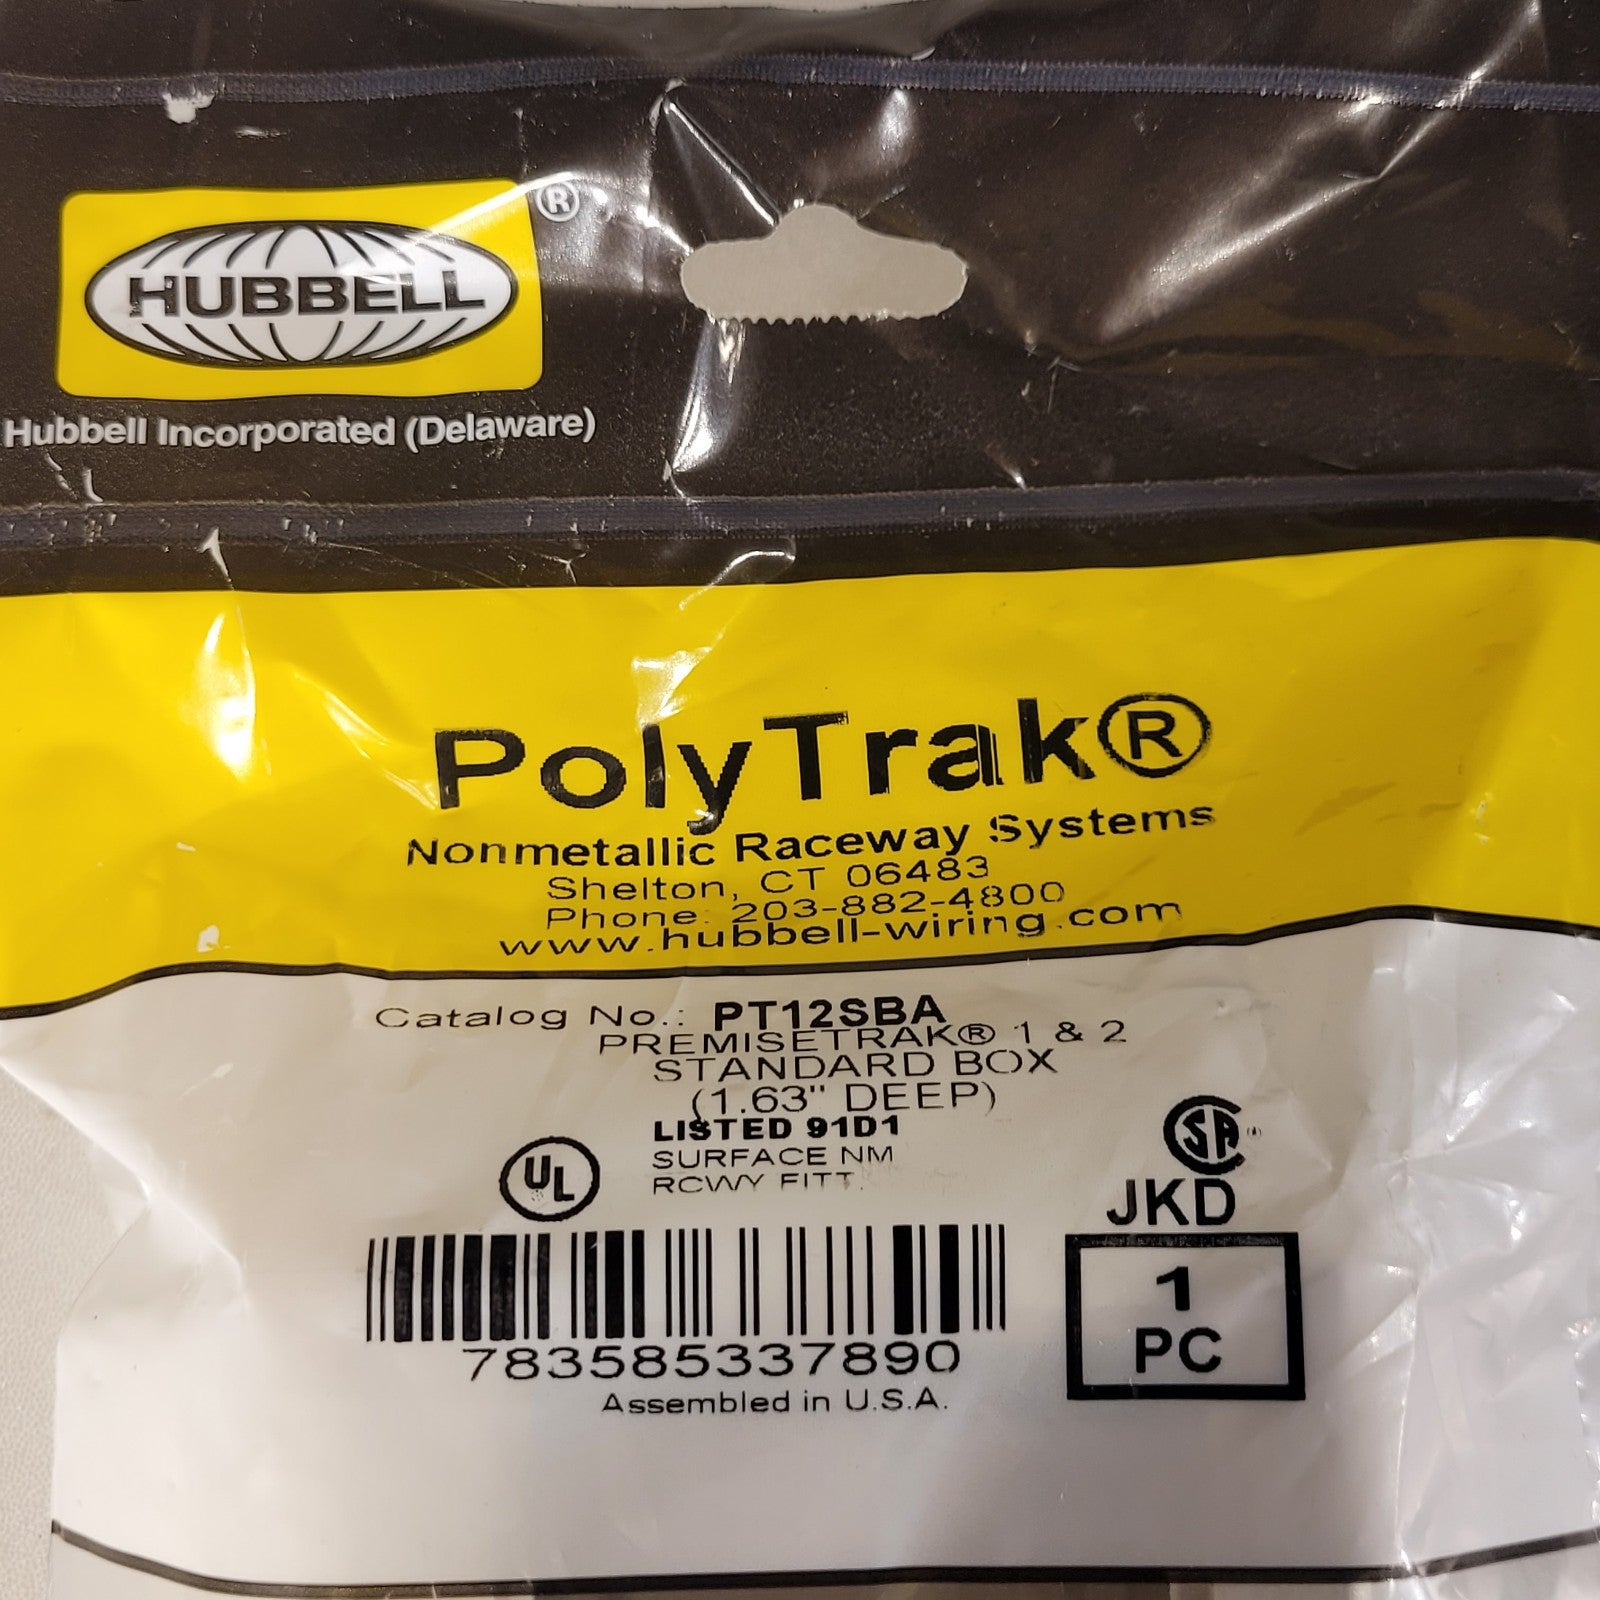 HUBBELL®
Hubbell Incorporated (Delaware)
PolyTrak®
Nonmetallic Raceway Systems
Shelton, CT 06483
Phone: 203-882-4800
www.hubbell-wiring.com
Catalog No.: PT12SBA
PREMISETRAK® 1 & 2
STANDARD BOX
(1.63" DEEP)
LISTED 91D1
SURFACE NM
RCWY FITT.
UL
SA
JKD
1
PC
783585337890
Assembled in U.S.A.